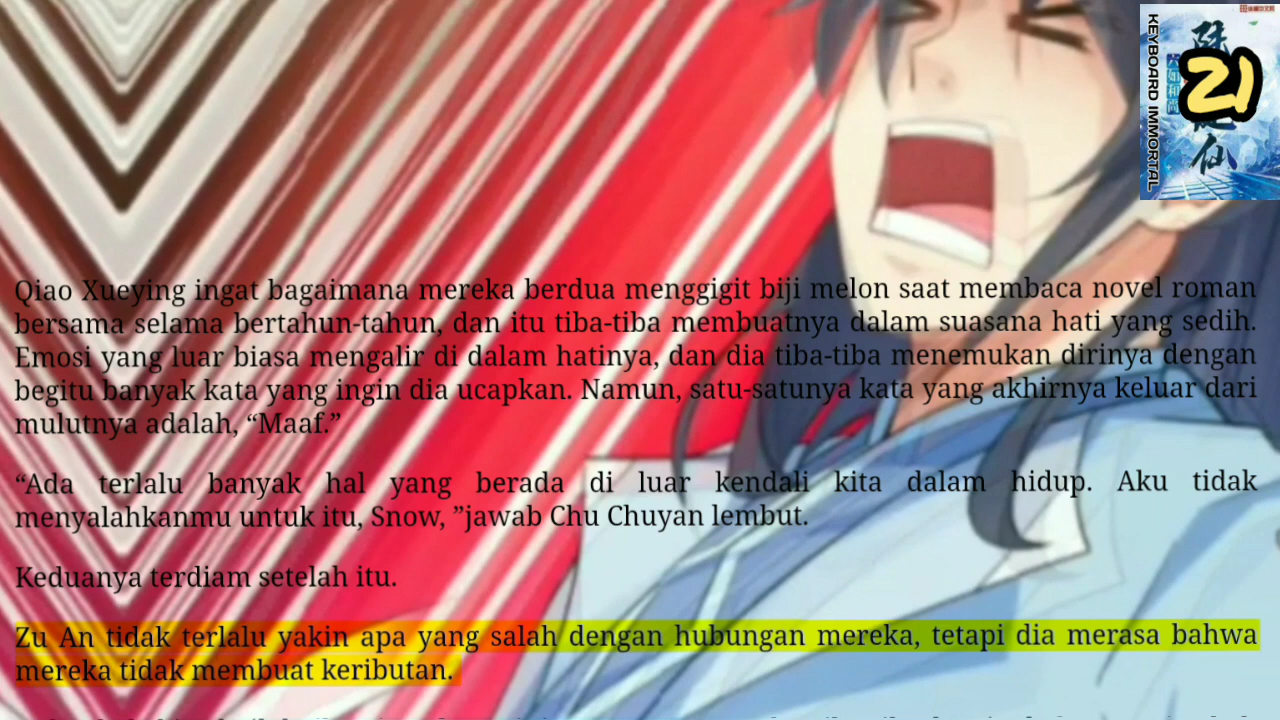 KEYBOARD IMMORTAL
21
Qiao Xueying ingat bagaimana mereka berdua menggigit biji melon saat membaca novel roman
bersama selama bertahun-tahun, dan itu tiba-tiba membuatnya dalam suasana hati yang sedih.
Emosi yang luar biasa mengalir di dalam hatinya, dan dia tiba-tiba menemukan dirinya dengan
begitu banyak kata yang ingin dia ucapkan. Namun, satu-satunya kata yang akhirnya keluar dari
mulutnya adalah, “Maaf.”
“Ada terlalu banyak hal yang berada di luar kendali kita dalam hidup. Aku tidak
menyalahkanmu untuk itu, Snow, ”jawab Chu Chuyan lembut.
Keduanya terdiam setelah itu.
Zu An tidak terlalu yakin apa yang salah dengan hubungan mereka, tetapi dia merasa bahwa
mereka tidak membuat keributan.